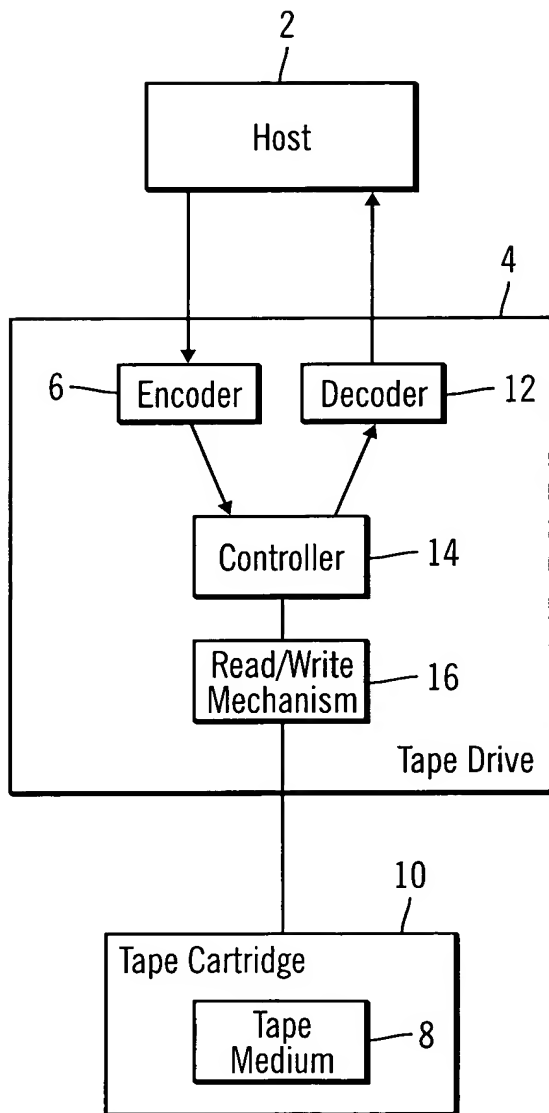 2
Host
4
6
Encoder
Decoder
12
Controller
14
Read/Write
Mechanism
16
Tape Drive
10
Tape Cartridge
Tape
Medium
8